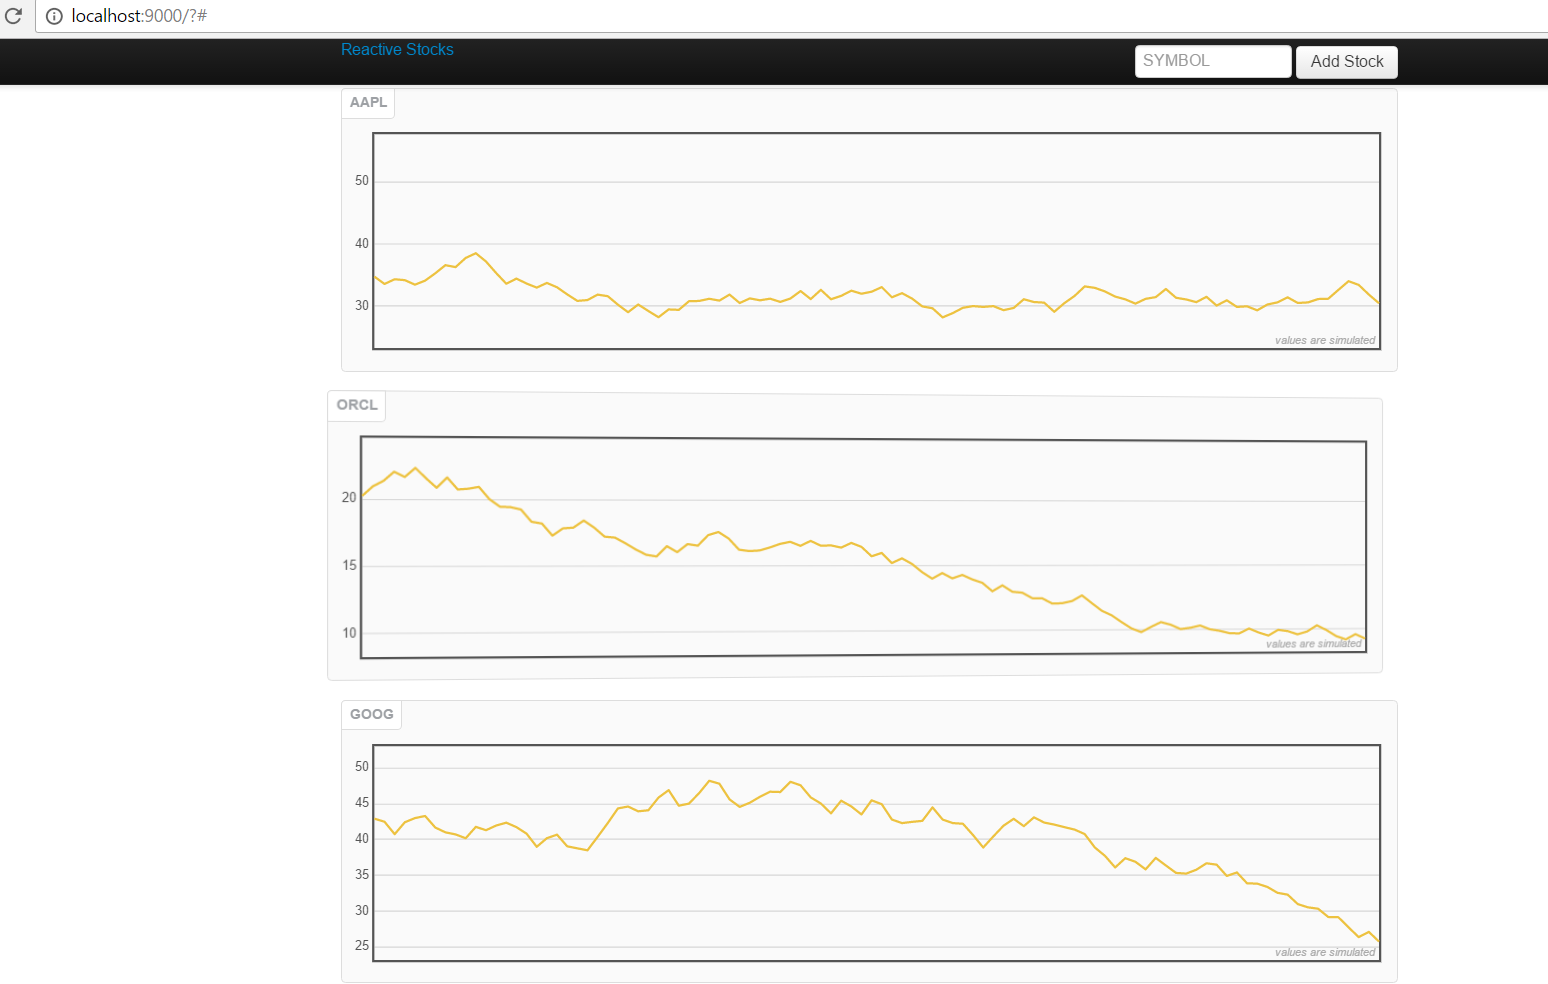 localhost:9000/?#
Reactive Stocks
SYMBOL
Add Stock
AAPL
50
40
30
values are simulated
ORCL
20
15
10
values are simulated
GOOG
50
45
40
35
30
25
values are simulated